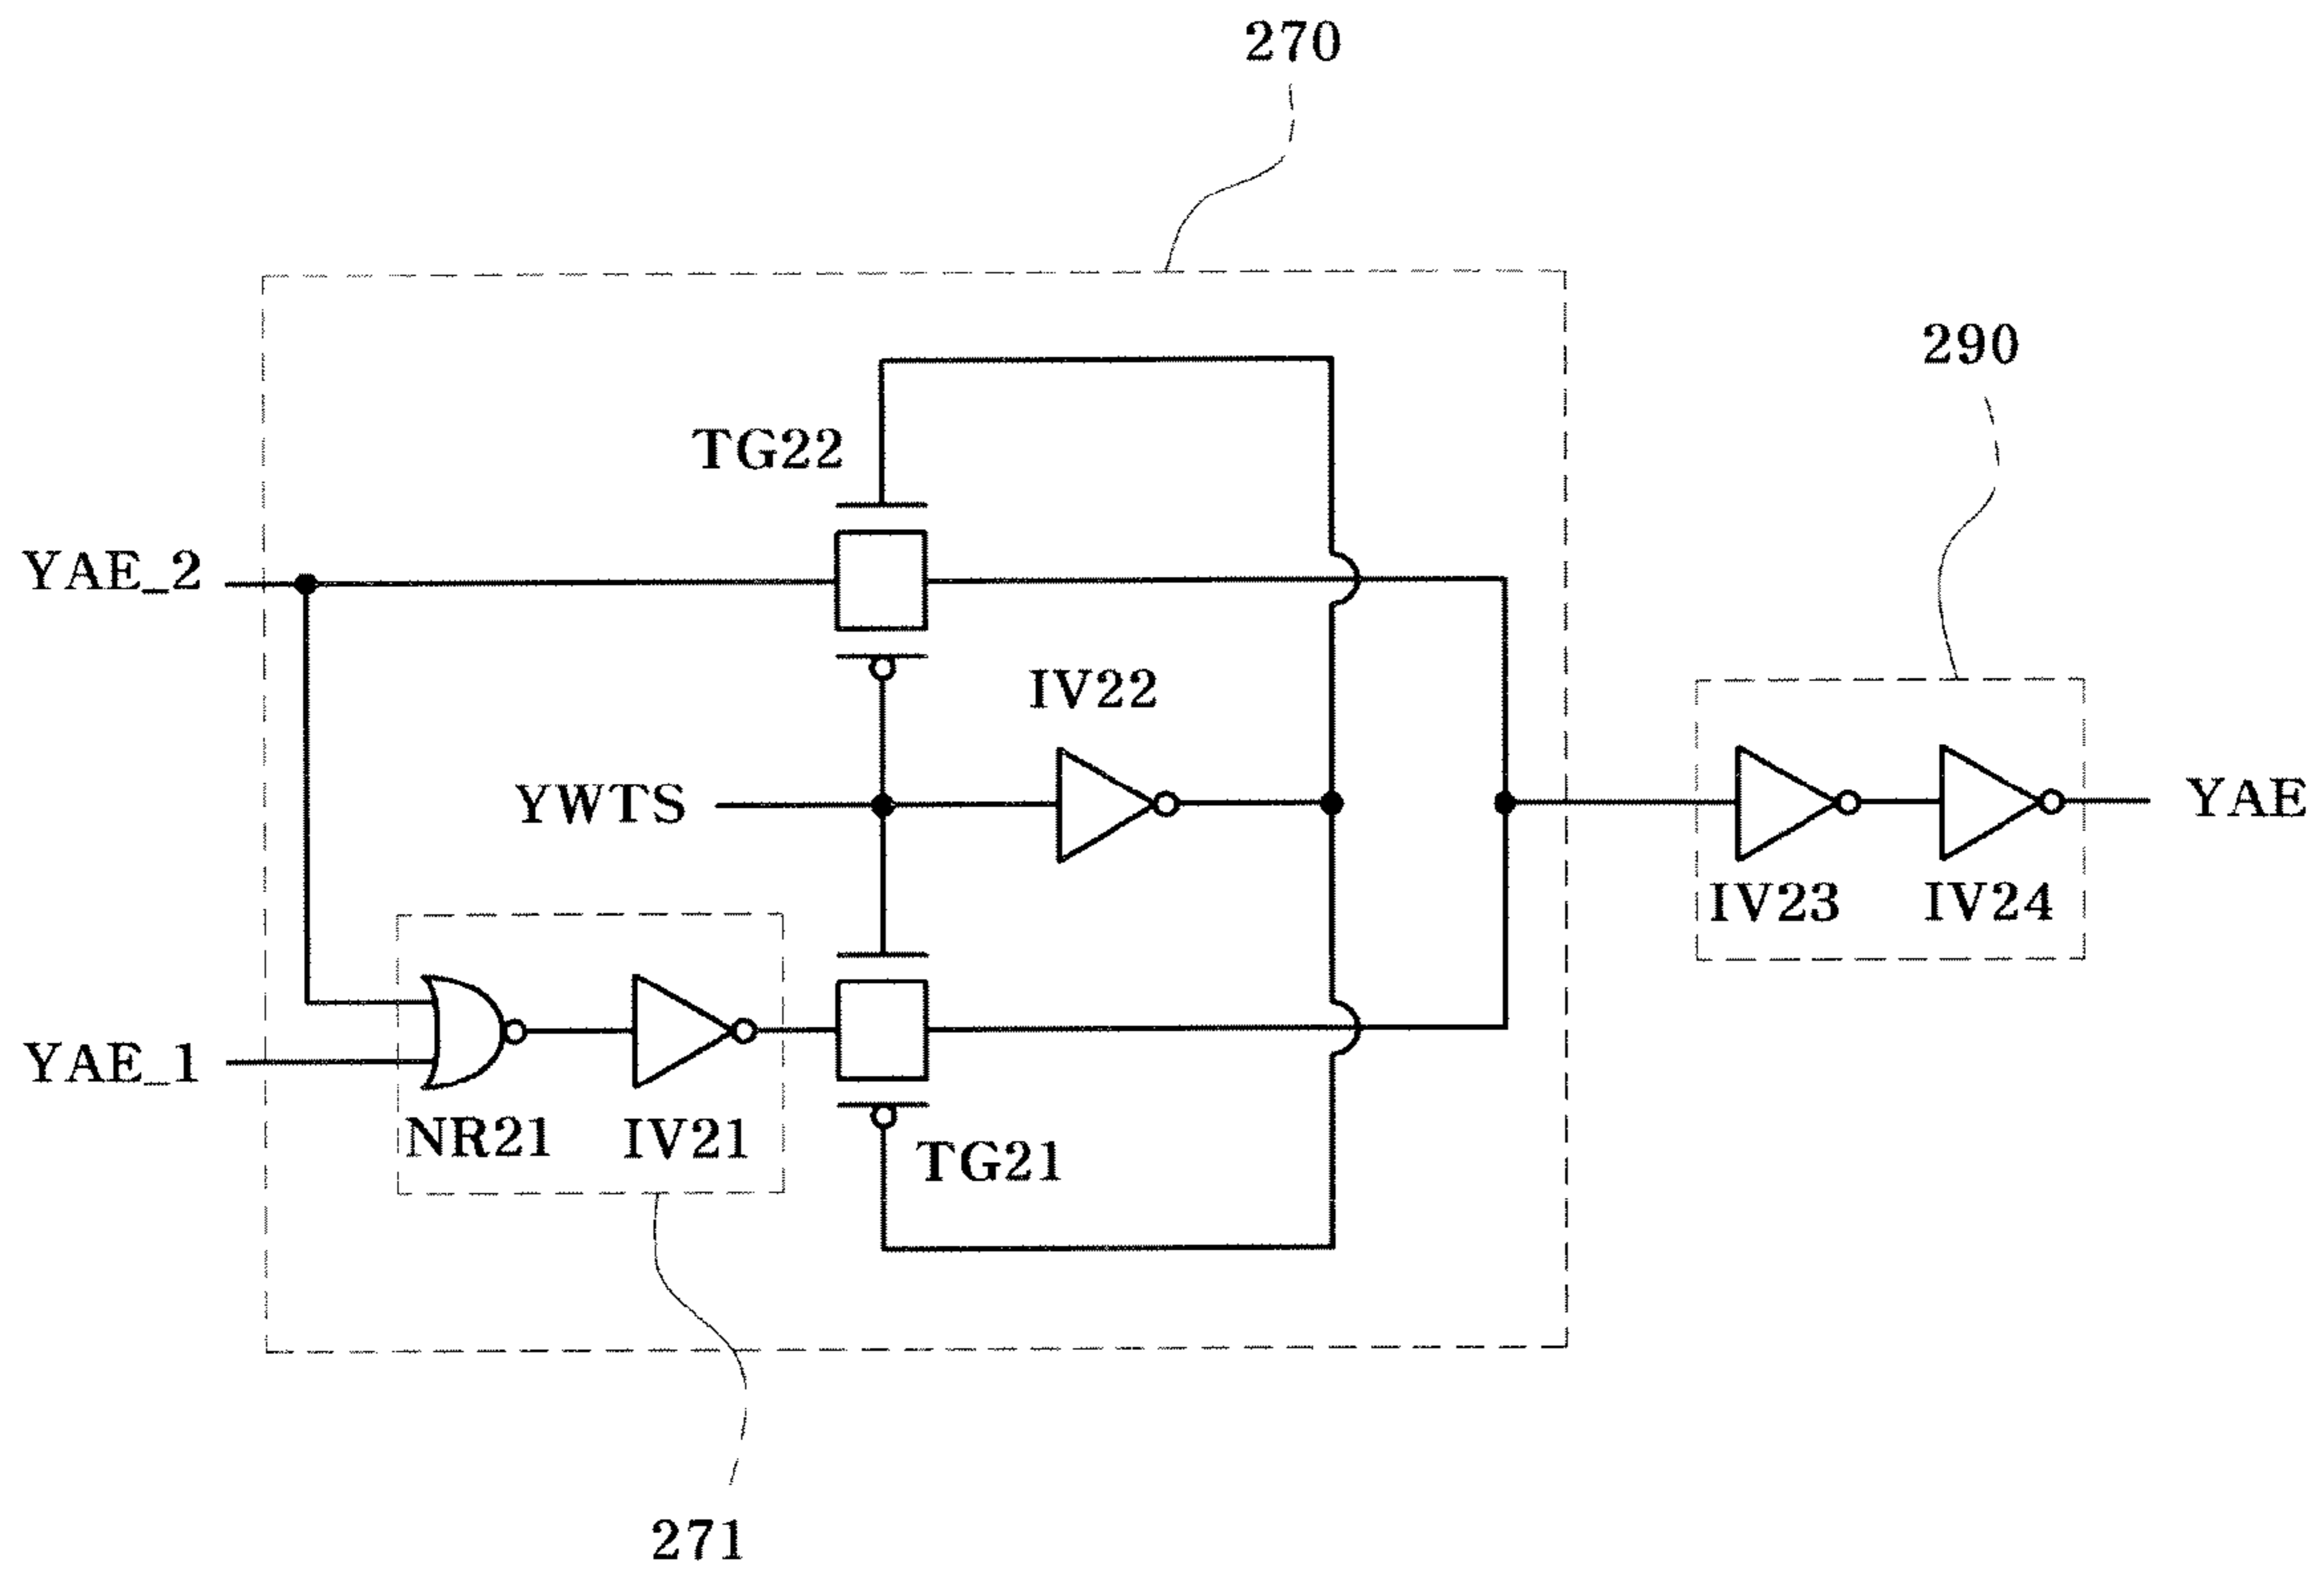 270
290
TG22
YAE_2
IV22
YWTS
YAE
IV23
IV24
YAE_1
NR21
IV21
TG21
271